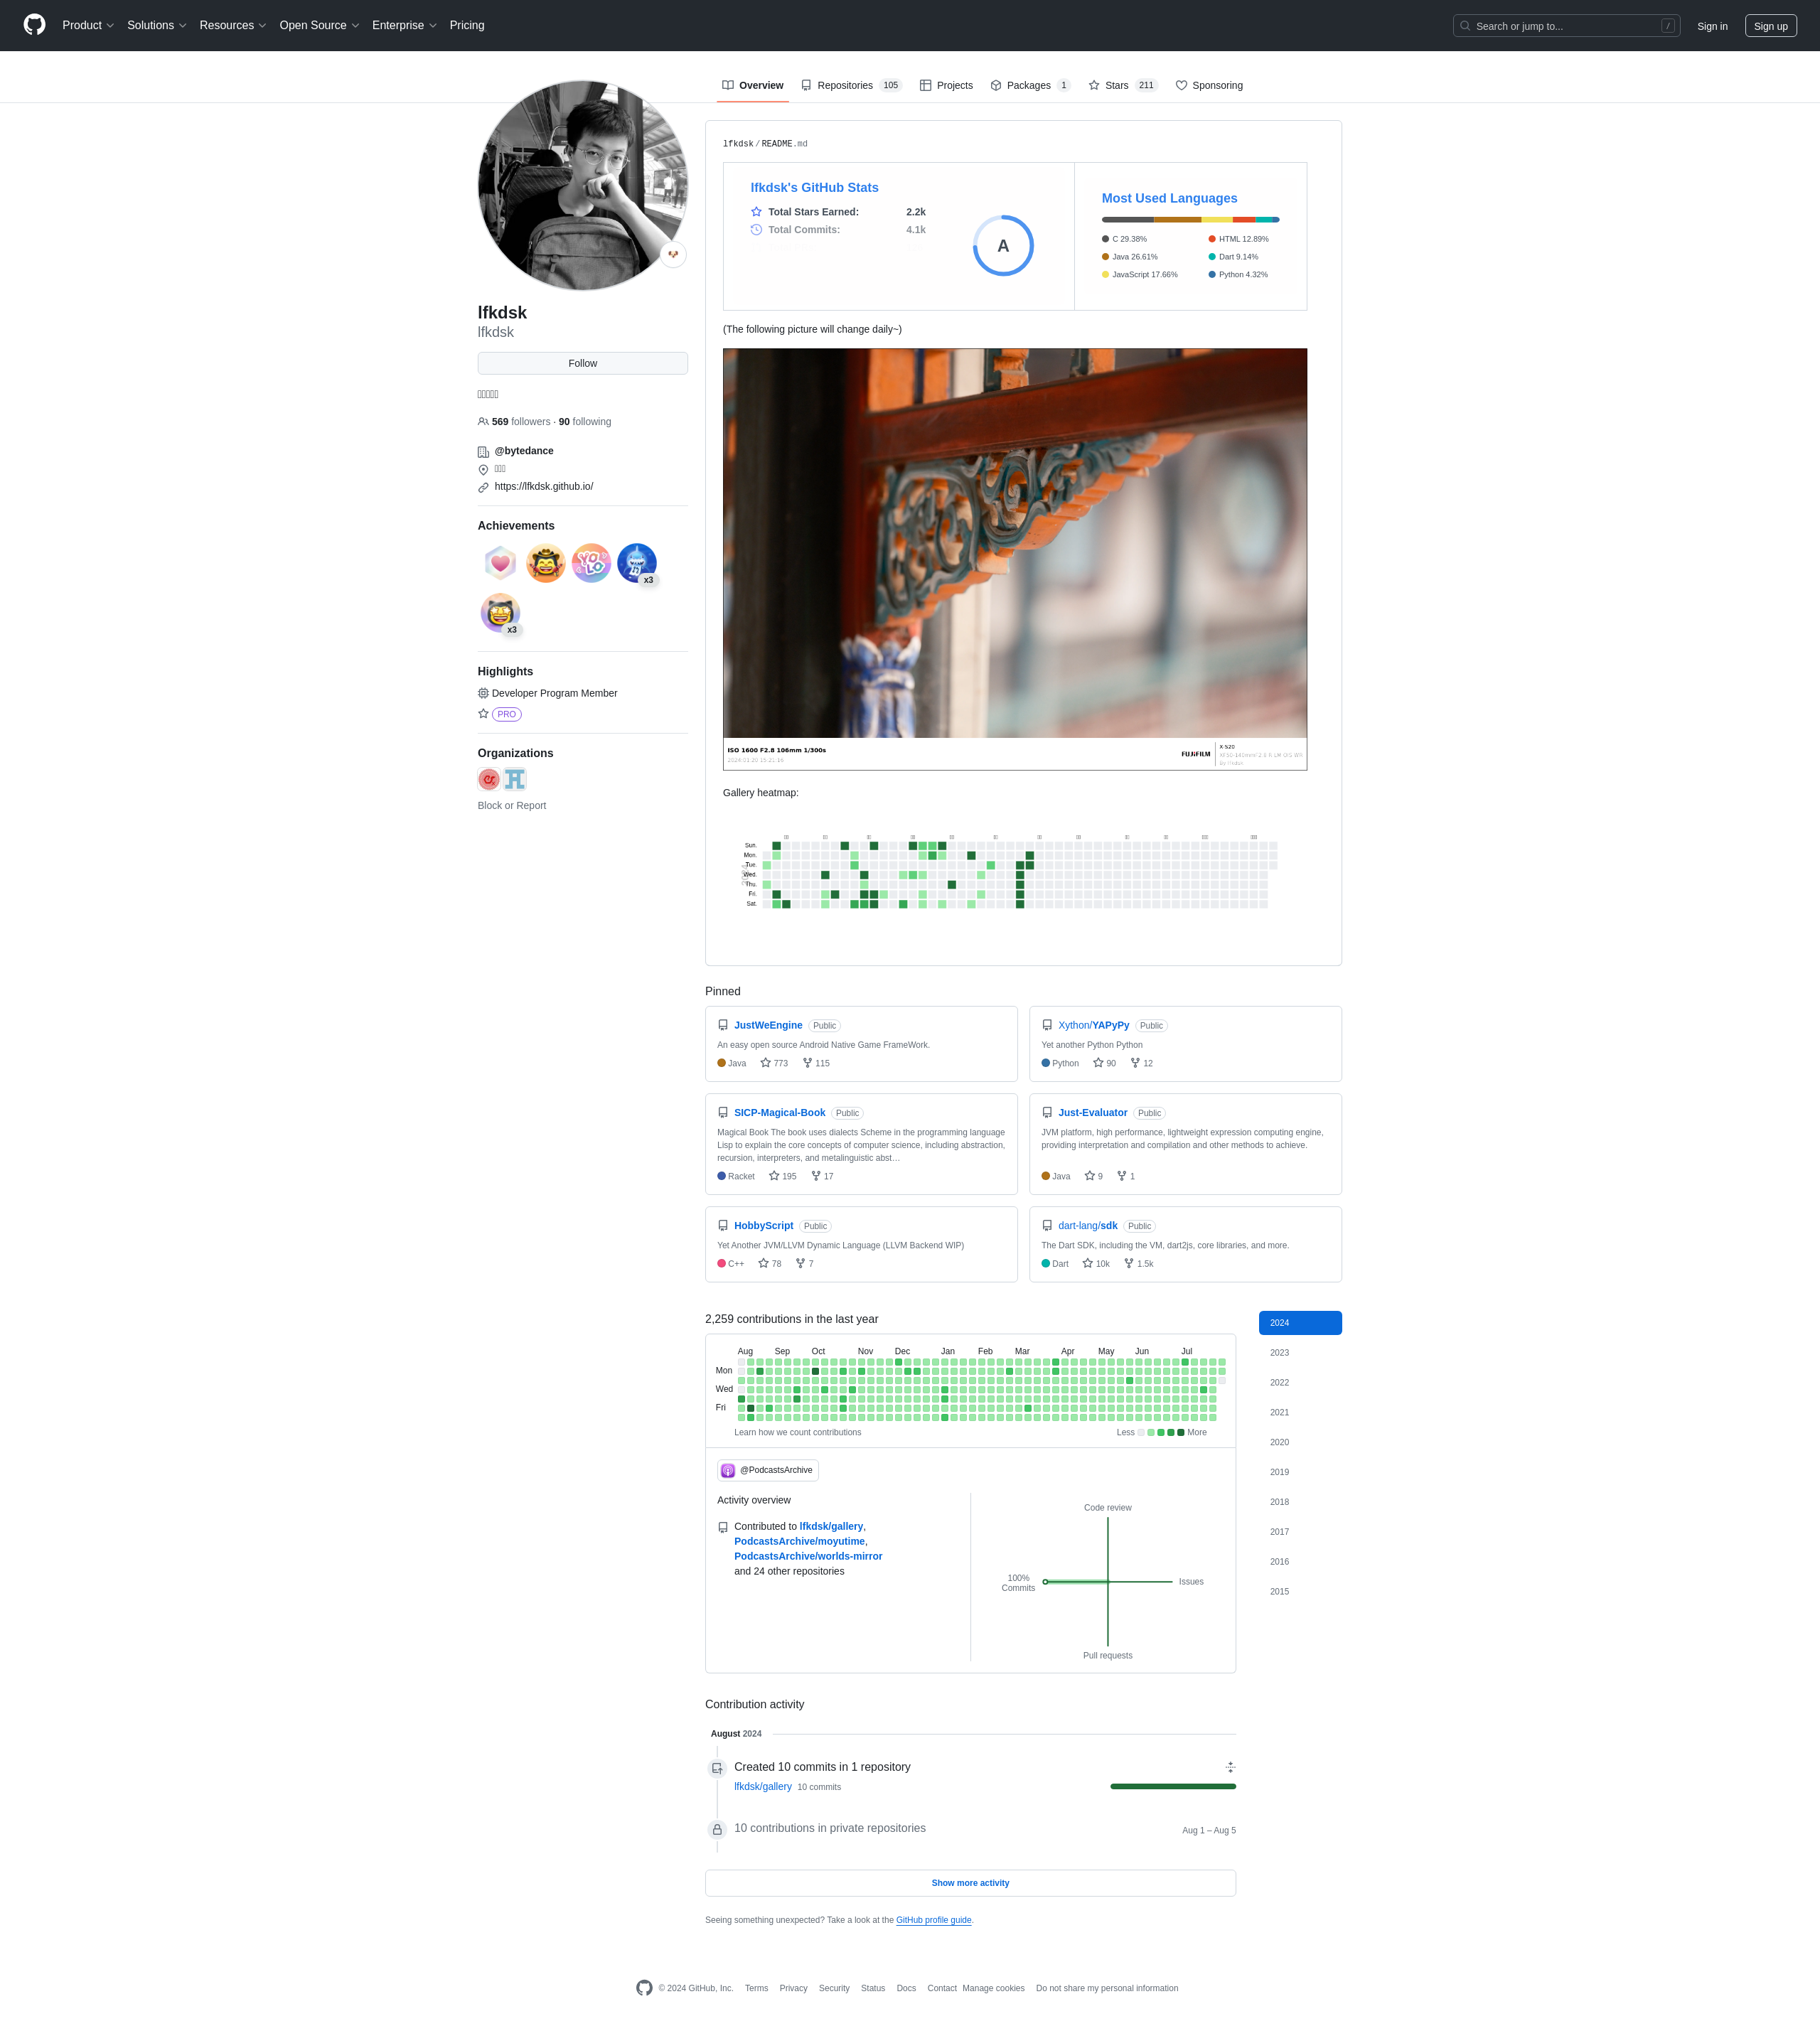 Product Solutions Resources Open Source Enterprise Pricing
Search or jump to... /
Sign in
Sign up
Overview
Repositories 105
Projects
Packages 1
Stars 211
Sponsoring
lfkdsk
lfkdsk
Follow
569 followers · 90 following
@bytedance
https://lfkdsk.github.io/
Achievements
x3
x3
Highlights
Developer Program Member
PRO
Organizations
Block or Report
lfkdsk / README.md
lfkdsk's GitHub Stats
Total Stars Earned: 2.2k
Total Commits: 4.1k
A
Most Used Languages
C 29.38%
Java 26.61%
JavaScript 17.66%
HTML 12.89%
Dart 9.14%
Python 4.32%
(The following picture will change daily~)
ISO 1600 F2.8 106mm 1/300s
2024 01 20 15:21:16
FUJIFILM
Gallery heatmap:
Sun.
Mon.
Tue.
Wed.
Thu.
Fri.
Sat.
Pinned
JustWeEngine Public
An easy open source Android Native Game FrameWork.
Java 773 115
Xython/YAPyPy Public
Yet another Python Python
Python 90 12
SICP-Magical-Book Public
Magical Book The book uses dialects Scheme in the programming language
Lisp to explain the core concepts of computer science, including abstraction,
recursion, interpreters, and metalinguistic abst…
Racket 195 17
Just-Evaluator Public
JVM platform, high performance, lightweight expression computing engine,
providing interpretation and compilation and other methods to achieve.
Java 9 1
HobbyScript Public
Yet Another JVM/LLVM Dynamic Language (LLVM Backend WIP)
C++ 78 7
dart-lang/sdk Public
The Dart SDK, including the VM, dart2js, core libraries, and more.
Dart 10k 1.5k
2,259 contributions in the last year
Aug Sep Oct Nov Dec Jan Feb Mar Apr May Jun Jul
Mon
Wed
Fri
Learn how we count contributions
Less More
2024
2023
2022
2021
2020
2019
2018
2017
2016
2015
@PodcastsArchive
Activity overview
Contributed to lfkdsk/gallery,
PodcastsArchive/moyutime,
PodcastsArchive/worlds-mirror
and 24 other repositories
Code review
100%
Commits
Issues
Pull requests
Contribution activity
August 2024
Created 10 commits in 1 repository
lfkdsk/gallery 10 commits
10 contributions in private repositories
Aug 1 – Aug 5
Show more activity
Seeing something unexpected? Take a look at the GitHub profile guide.
© 2024 GitHub, Inc. Terms Privacy Security Status Docs Contact Manage cookies Do not share my personal information